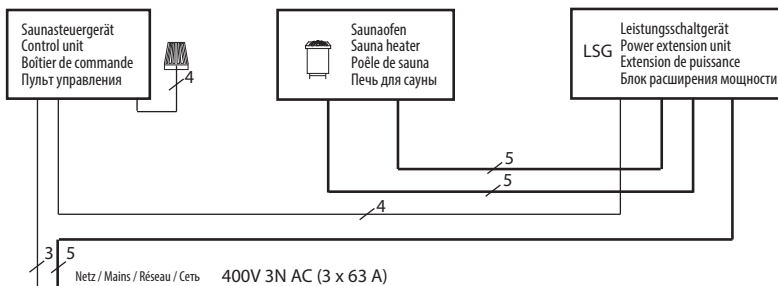 Saunasteuergerät
Control unit
Boîtier de commande
Пульт управления
4
Saunaofen
Sauna heater
Poêle de sauna
Печь для сауны
LSG
Leistungsschaltgerät
Power extension unit
Extension de puissance
Блок расширения мощности
5
5
4
3
5
Netz / Mains / Réseau / Сеть 400V 3N AC (3 x 63 A)